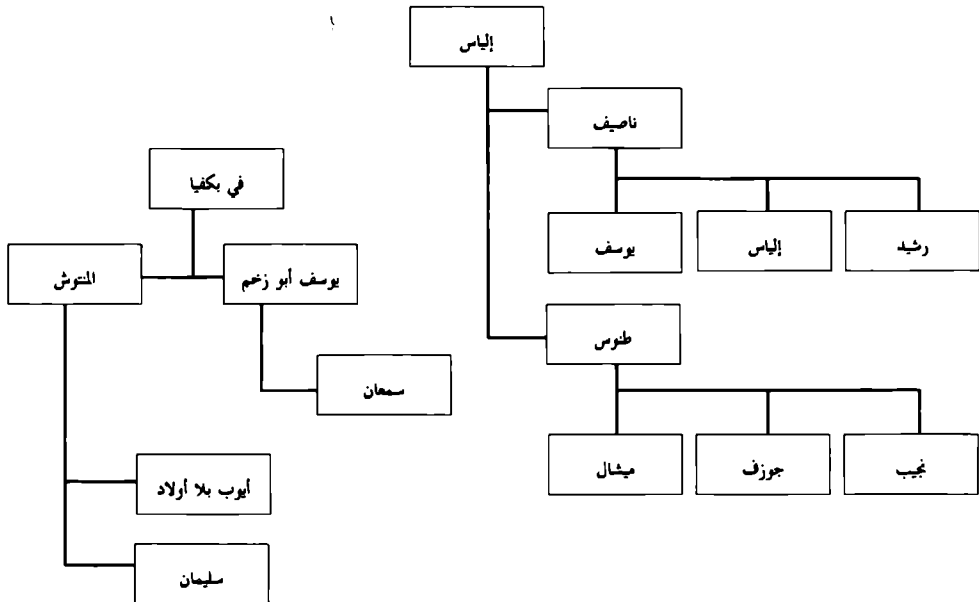 إلياس
ناصيف
رشيد
إلياس
يوسف
طنوس
نجيب
جوزف
ميشال
في بكفيا
يوسف أبو زخم
المنتوش
سمعان
أيوب بلا أولاد
سليمان